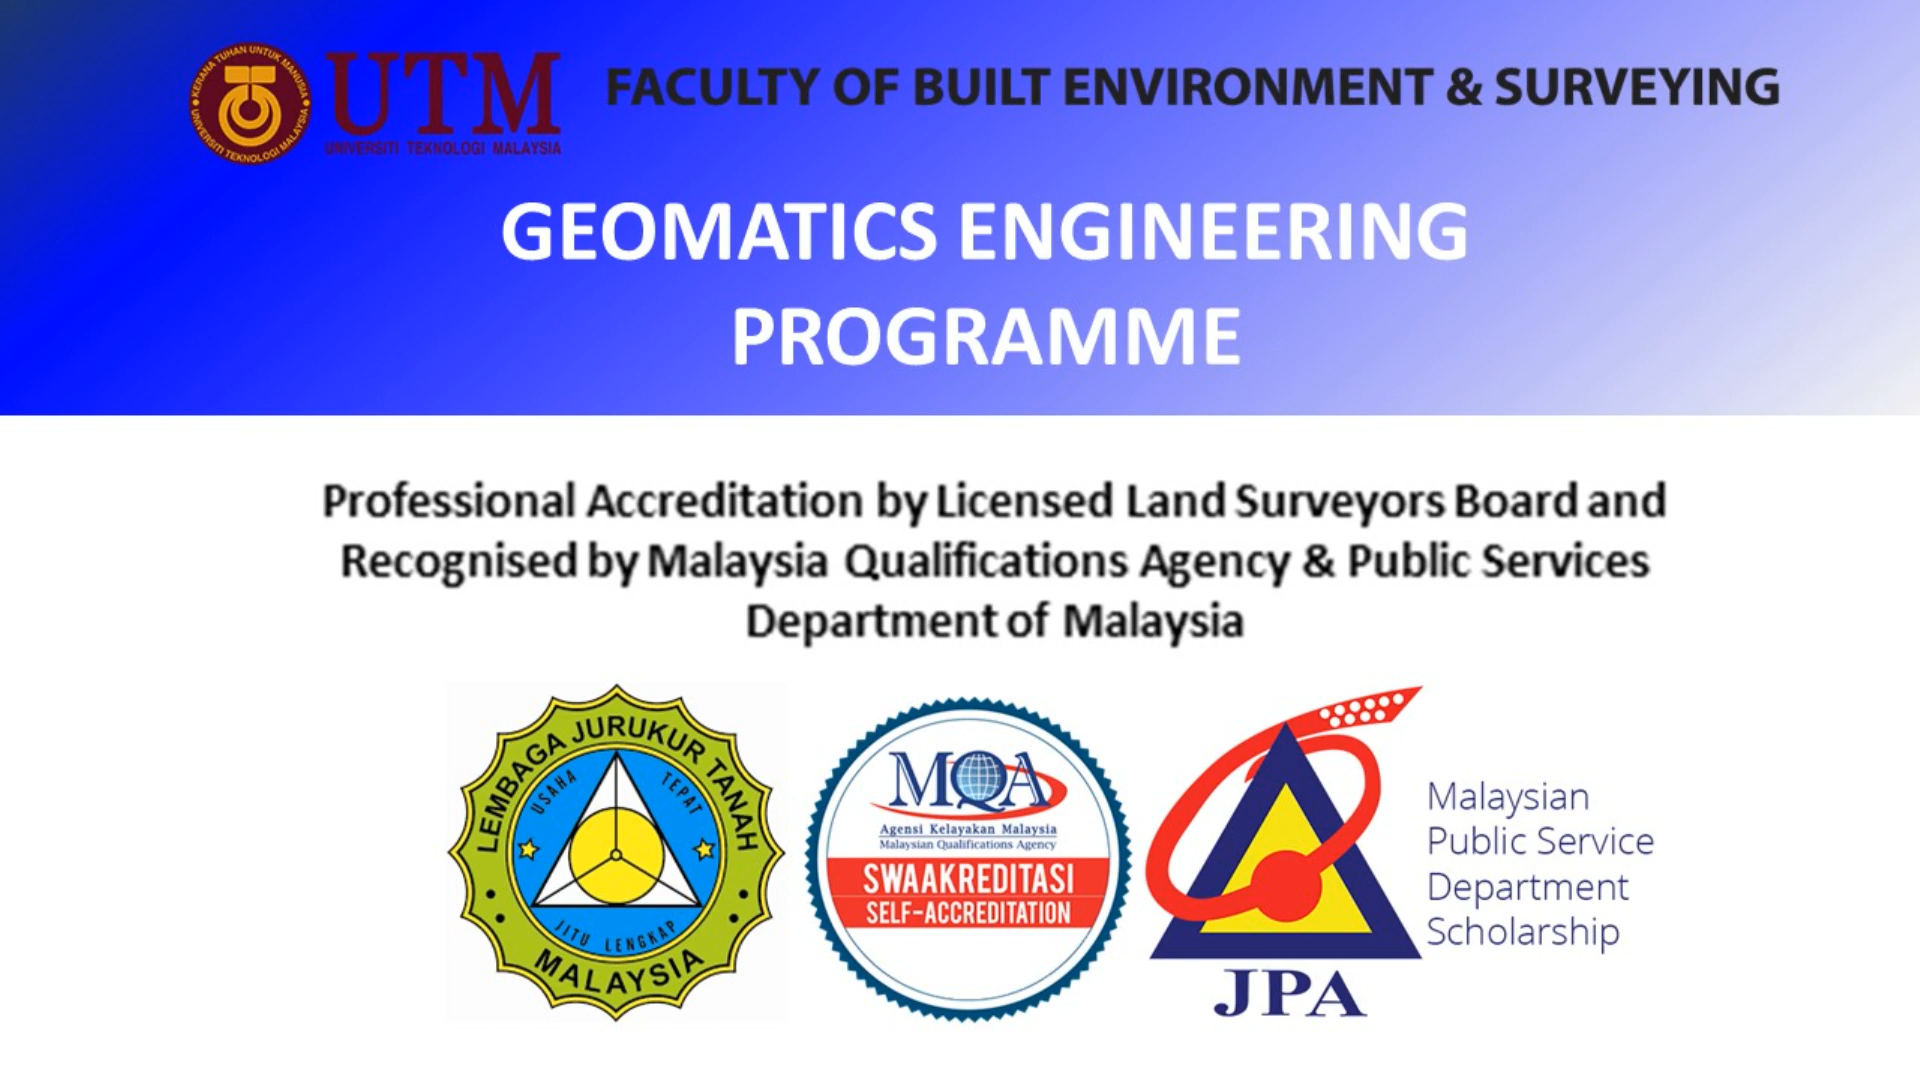 KERANA TUHAN UNTUK MANUSIA
UNIVERSITI TEKNOLOGI MALAYSIA
UTM
UNIVERSITI TEKNOLOGI MALAYSIA
FACULTY OF BUILT ENVIRONMENT & SURVEYING
GEOMATICS ENGINEERING
PROGRAMME
Professional Accreditation by Licensed Land Surveyors Board and
Recognised by Malaysia Qualifications Agency & Public Services
Department of Malaysia
LEMBAGA JURUKUR TANAH
USAHA TEPAT
JITU LENGKAP
MALAYSIA
MQA
Agensi Kelayakan Malaysia
Malaysian Qualifications Agency
SWAAKREDITASI
SELF-ACCREDITATION
JPA
Malaysian
Public Service
Department
Scholarship